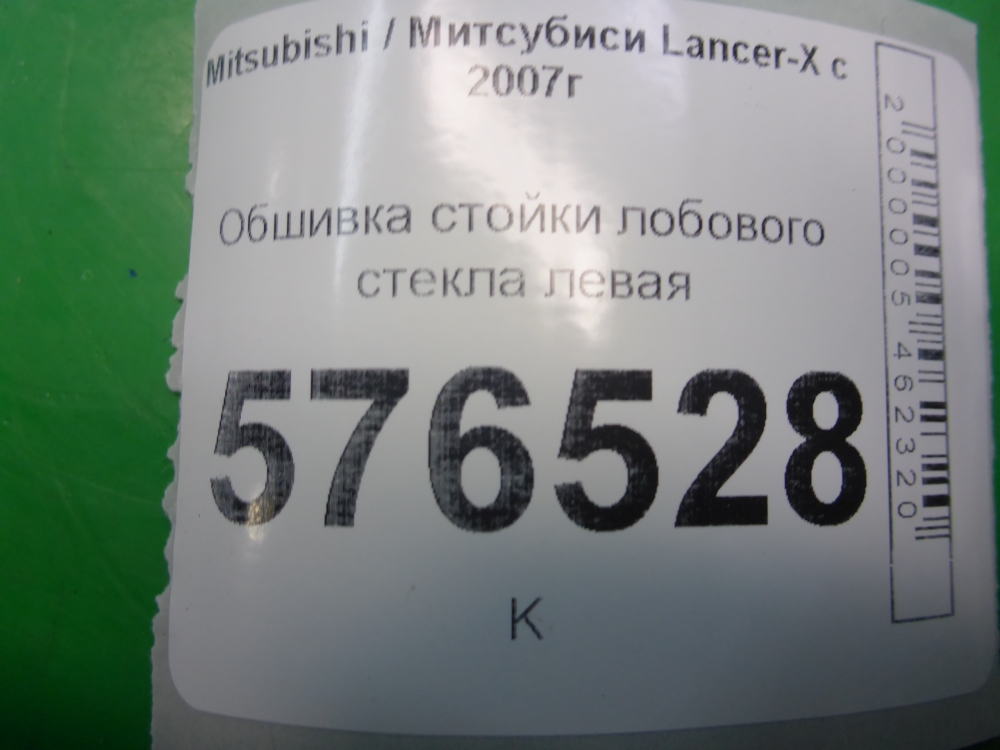 Mitsubishi / Митсубиси Lancer-X с
2007г
Обшивка стойки лобового
стекла левая
576528
К
2000005462320